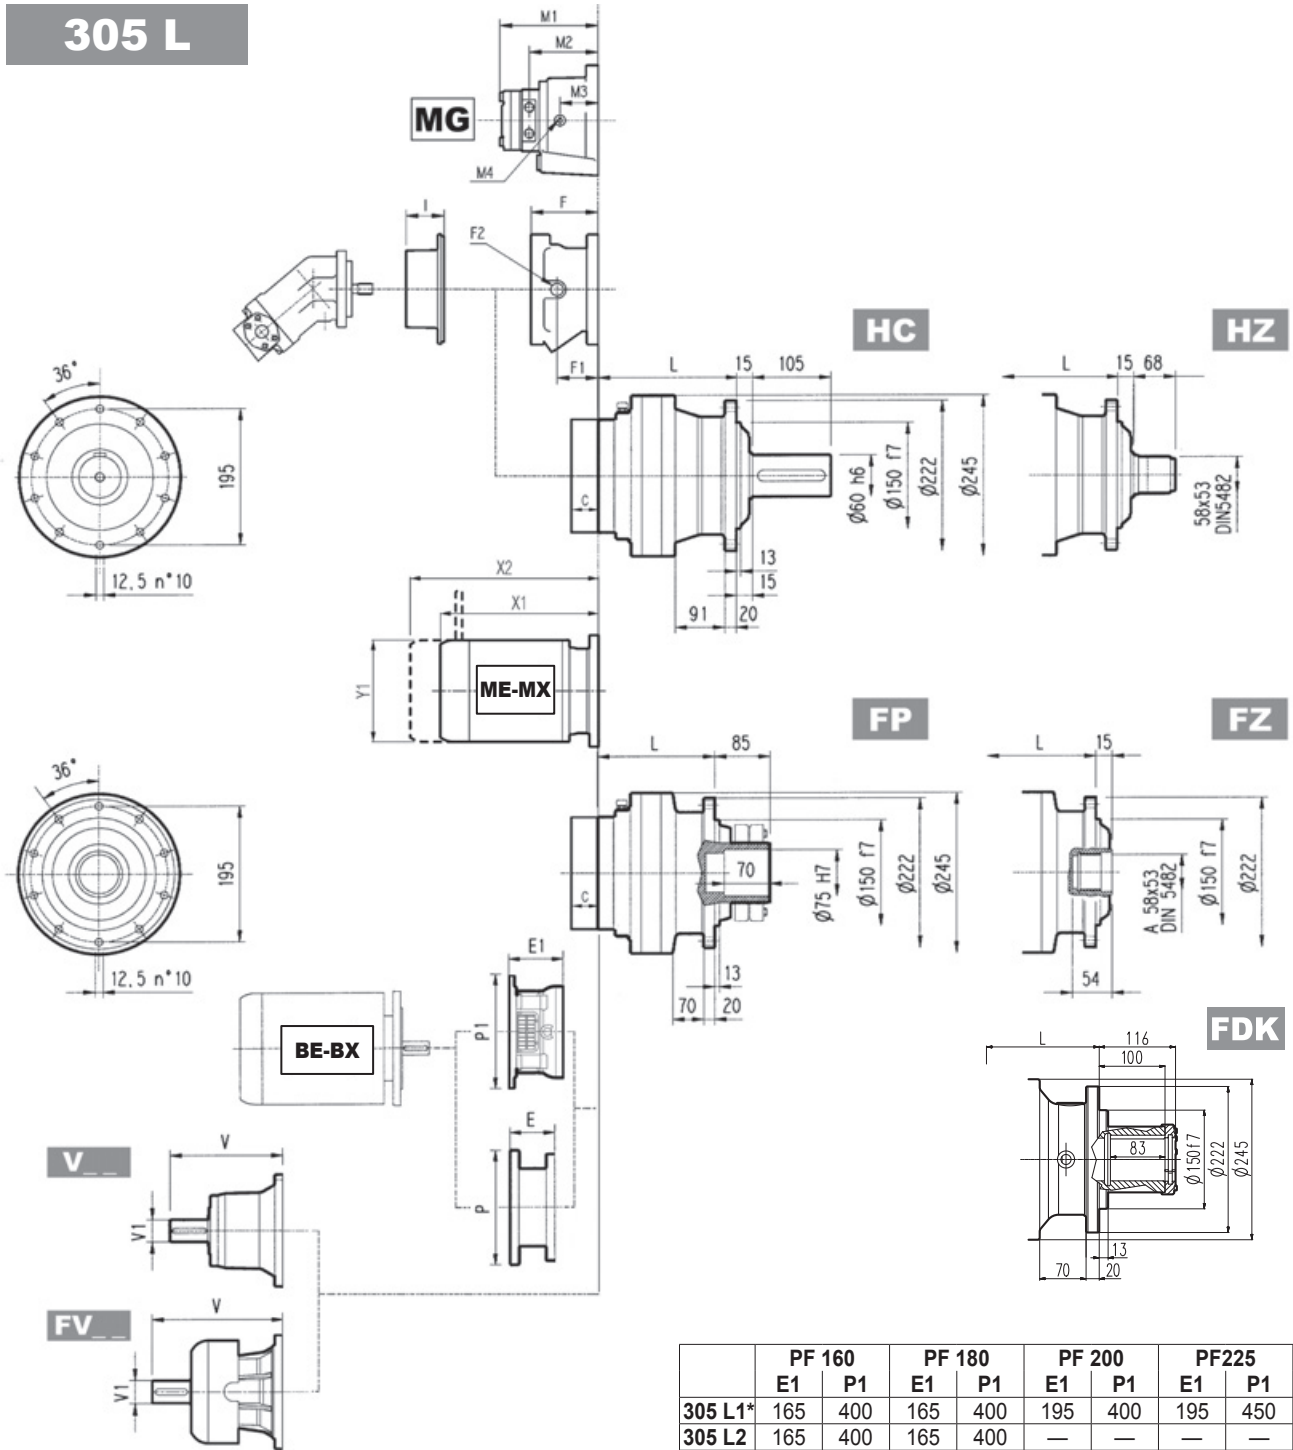 305 L
M1
M2
M3
MG
M4
I
F
F2
HC
HZ
F1
L
15
105
L
15
68
36°
195
12,5 n°10
C
Ø60 h6
Ø150 f7
Ø222
Ø245
58x53
DIN5482
13
15
91
20
X2
X1
Y1
ME-MX
FP
FZ
L
85
L
15
36°
195
12,5 n°10
C
70
Ø75 H7
Ø150 f7
Ø222
Ø245
A 58x53
DIN 5482
Ø150 f7
Ø222
13
70
20
54
E1
P1
BE-BX
FDK
L
116
100
83
Ø150f7
Ø222
Ø245
13
70
20
E
P
V_ _
V
V1
FV_ _
V
V1
PF 160 PF 180 PF 200 PF225
E1 P1 E1 P1 E1 P1 E1 P1
305 L1* 165 400 165 400 195 400 195 450
305 L2 165 400 165 400 — — — —